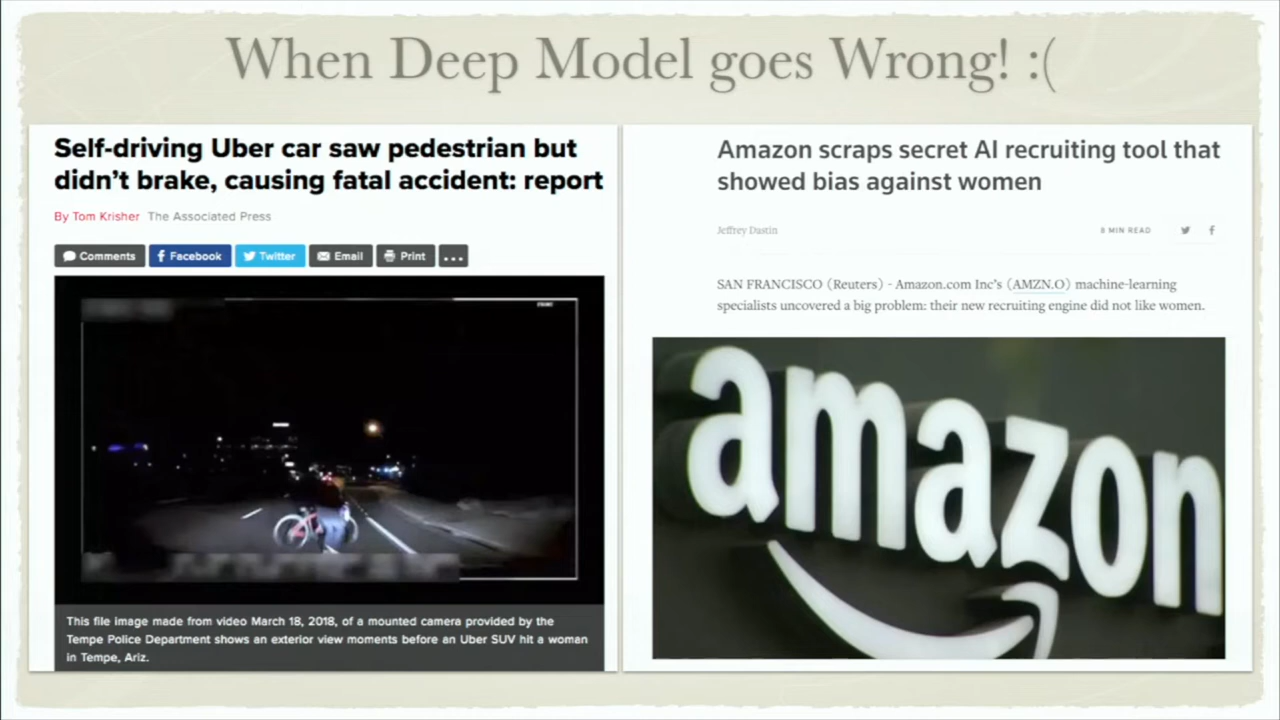 When Deep Model goes Wrong! :(
Self-driving Uber car saw pedestrian but
didn't brake, causing fatal accident: report
By Tom Krisher The Associated Press
Comments Facebook Twitter Email Print ...
This file image made from video March 18, 2018, of a mounted camera provided by the
Tempe Police Department shows an exterior view moments before an Uber SUV hit a woman
in Tempe, Ariz.
Amazon scraps secret AI recruiting tool that
showed bias against women
Jeffrey Dastin
8 MIN READ
SAN FRANCISCO (Reuters) - Amazon.com Inc's (AMZN.O) machine-learning
specialists uncovered a big problem: their new recruiting engine did not like women.
amazon